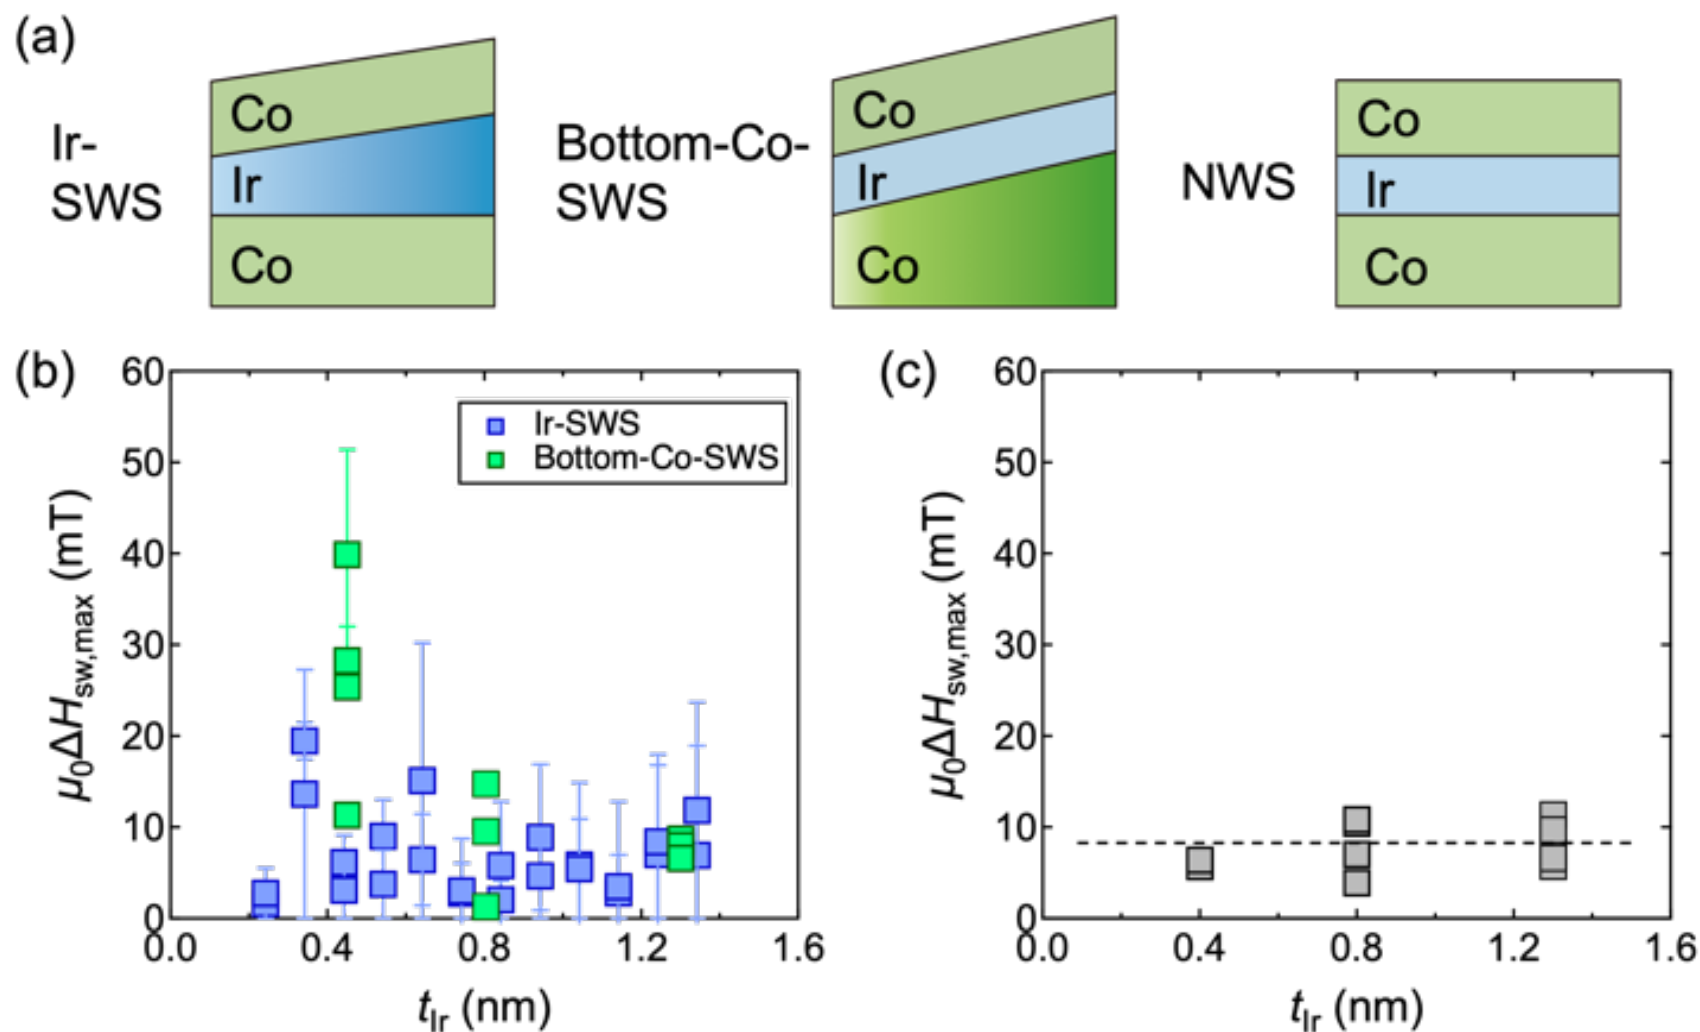 (a)
Ir-
SWS
Co
Ir
Co
Bottom-Co-
SWS
Co
Ir
Co
NWS
Co
Ir
Co
(b)
μ0ΔHsw,max (mT)
60
50
40
30
20
10
0
Ir-SWS
Bottom-Co-SWS
0.0 0.4 0.8 1.2 1.6
tIr (nm)
(c)
μ0ΔHsw,max (mT)
60
50
40
30
20
10
0
0.0 0.4 0.8 1.2 1.6
tIr (nm)